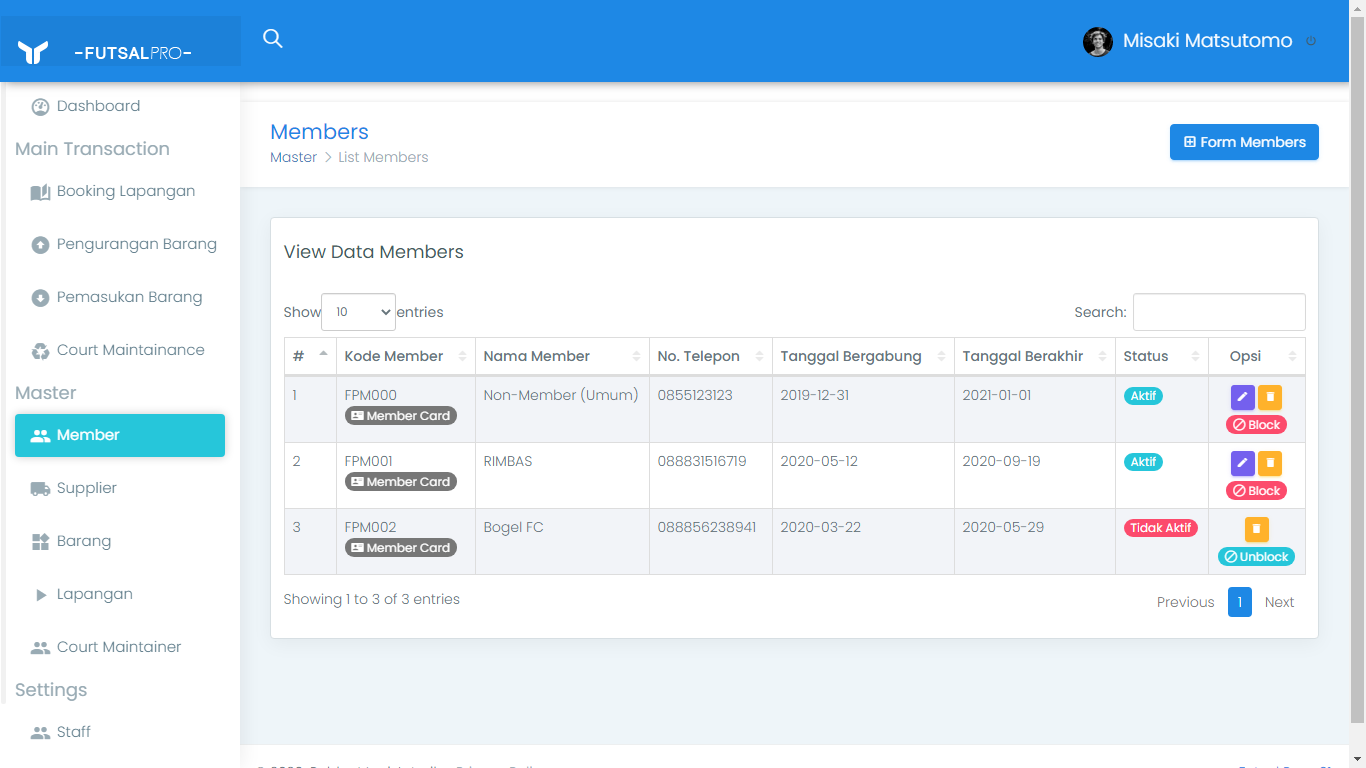 -FUTSALPRO-
Misaki Matsutomo
Dashboard
Main Transaction
Booking Lapangan
Pengurangan Barang
Pemasukan Barang
Court Maintainance
Master
Member
Supplier
Barang
Lapangan
Court Maintainer
Settings
Staff
Members
Master > List Members
Form Members
View Data Members
Show 10 entries
Search:
# Kode Member Nama Member No. Telepon Tanggal Bergabung Tanggal Berakhir Status Opsi
1 FPM000 Non-Member (Umum) 0855123123 2019-12-31 2021-01-01 Aktif
Member Card Block
2 FPM001 RIMBAS 088831516719 2020-05-12 2020-09-19 Aktif
Member Card Block
3 FPM002 Bogel FC 088856238941 2020-03-22 2020-05-29 Tidak Aktif
Member Card Unblock
Showing 1 to 3 of 3 entries
Previous 1 Next